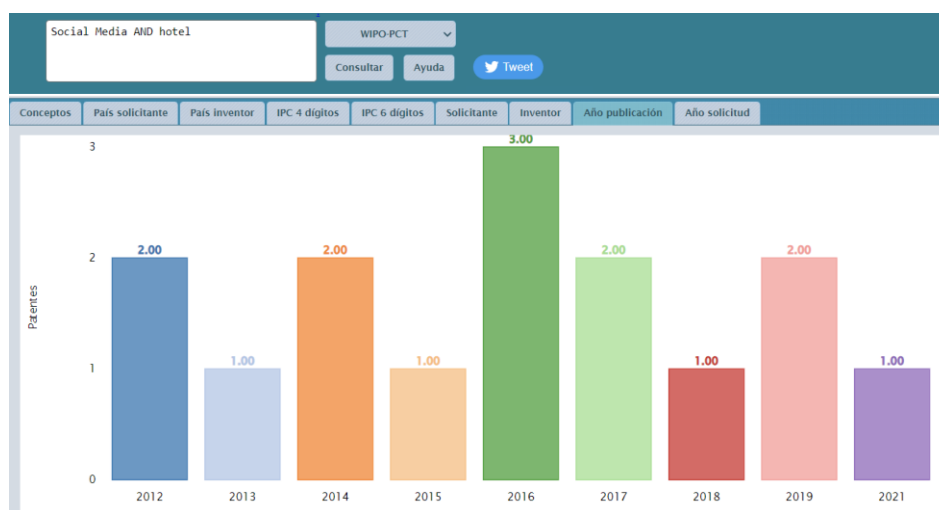 Social Media AND hotel
WIPO-PCT
Consultar Ayuda Tweet
Conceptos País solicitante País inventor IPC 4 dígitos IPC 6 dígitos Solicitante Inventor Año publicación Año solicitud
Patentes
3
2
1
0
2.00
1.00
2.00
1.00
3.00
2.00
1.00
2.00
1.00
2012 2013 2014 2015 2016 2017 2018 2019 2021